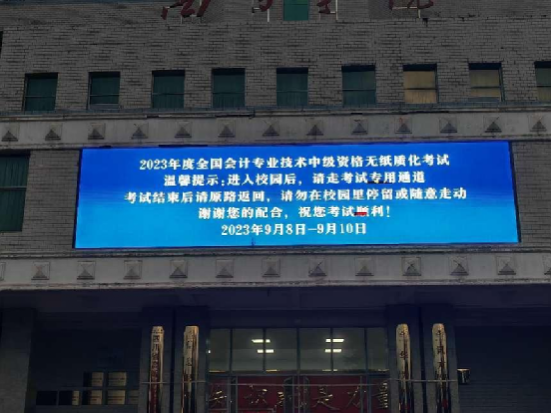 2023年度全国会计专业技术中级资格无纸质化考试
温馨提示:进入校园后，请走考试专用通道
考试结束后请原路返回，请勿在校园里停留或随意走动
谢谢您的配合，祝您考试顺利！
2023年9月8日-9月10日